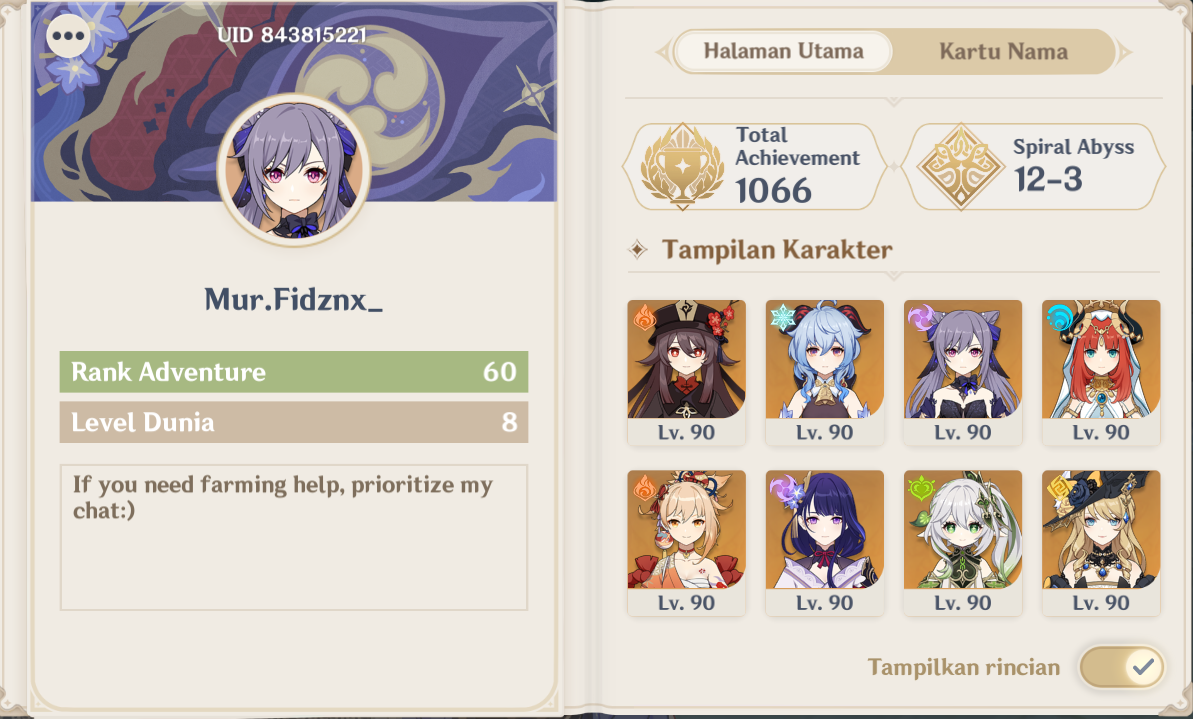 UID 843815221
Mur.Fidznx_
Rank Adventure 60
Level Dunia 8
If you need farming help, prioritize my
chat:)
Halaman Utama
Kartu Nama
Total
Achievement
1066
Spiral Abyss
12-3
Tampilan Karakter
Lv. 90
Lv. 90
Lv. 90
Lv. 90
Lv. 90
Lv. 90
Lv. 90
Lv. 90
Tampilkan rincian